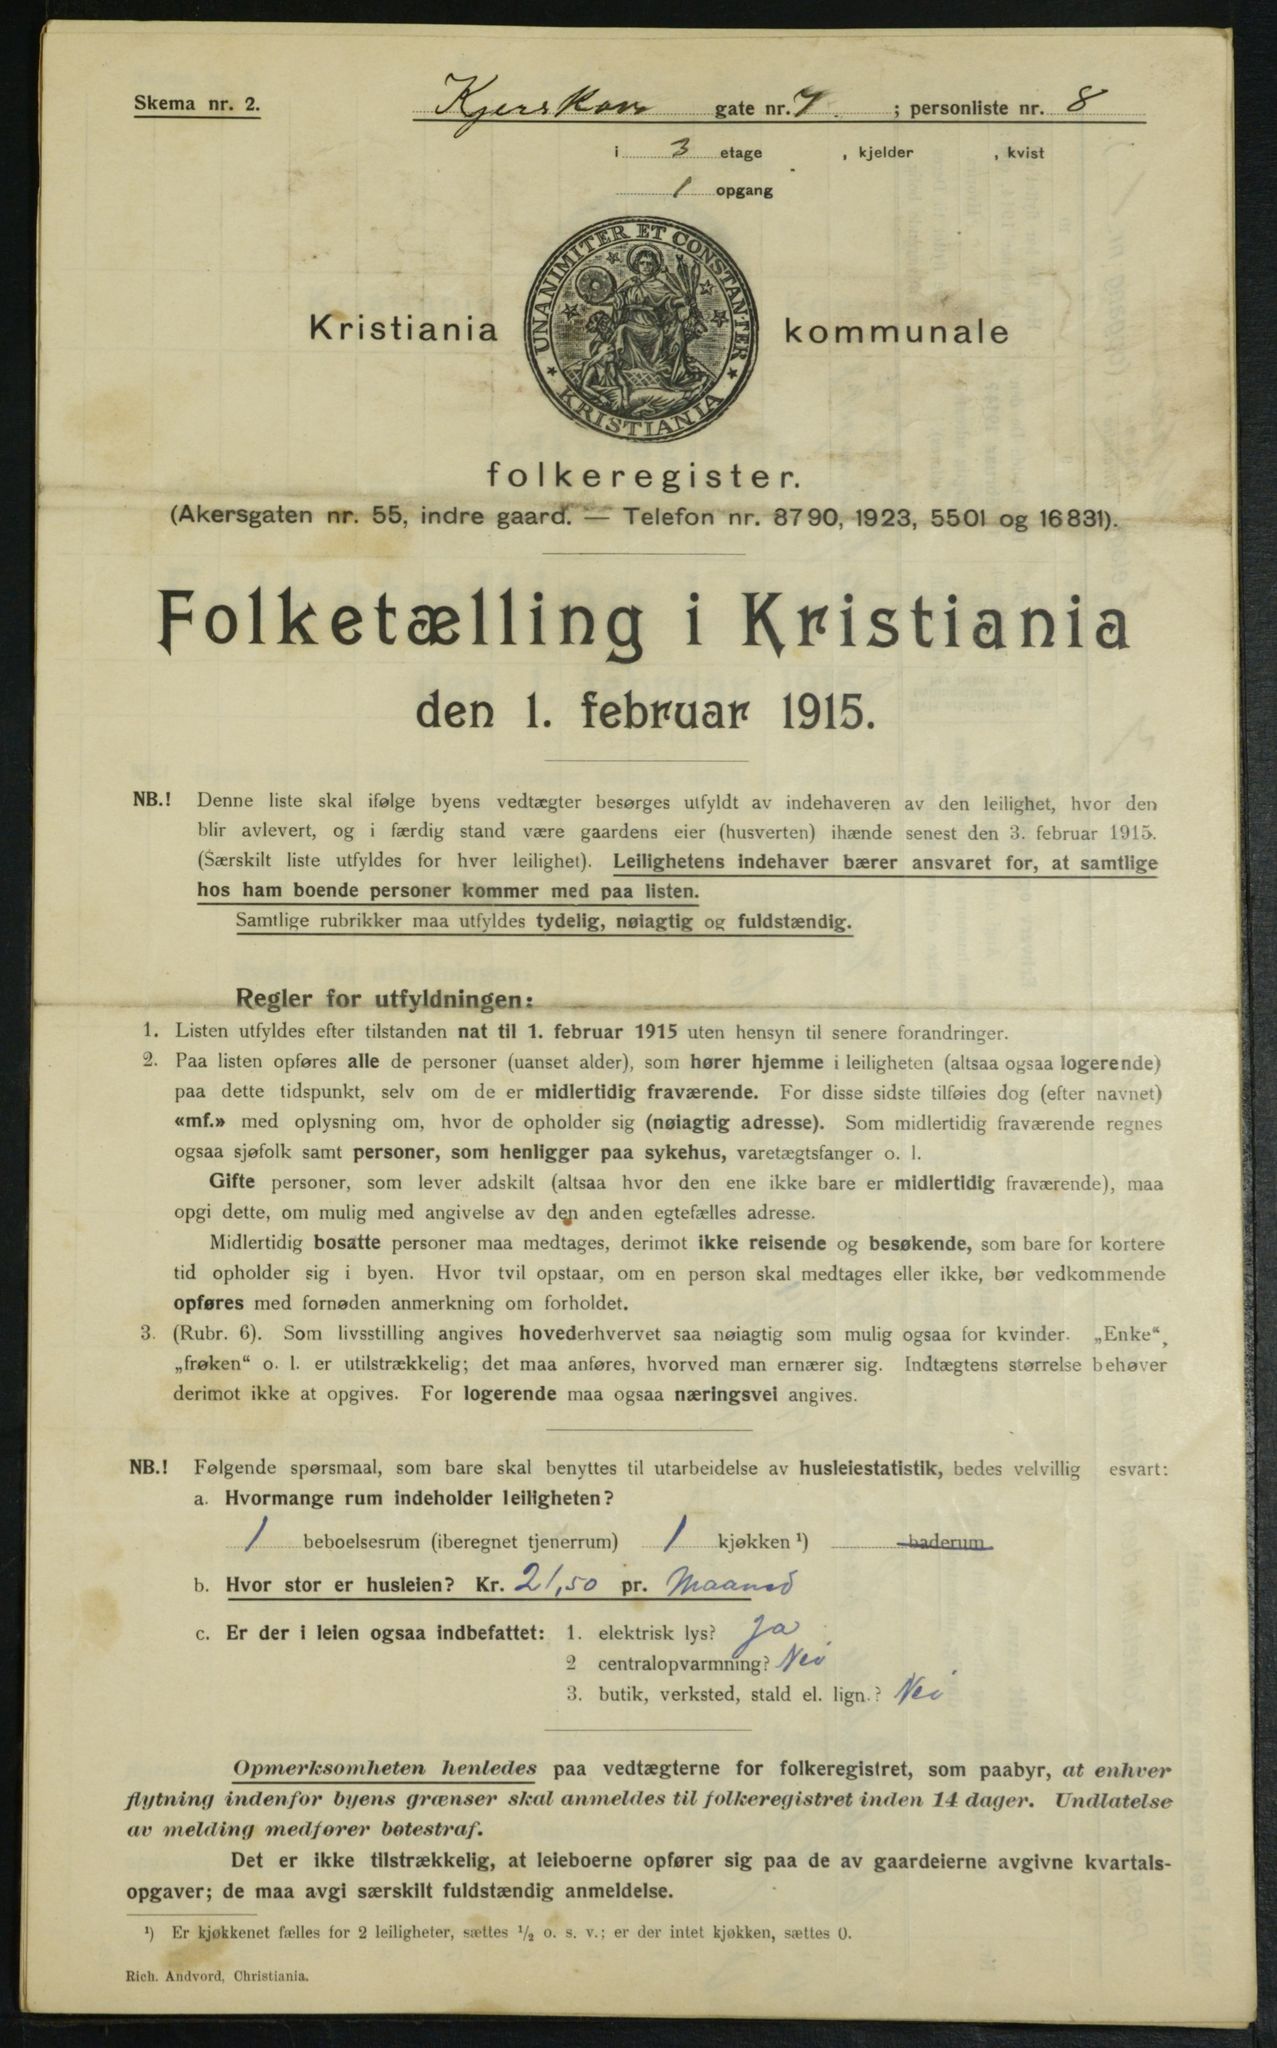 Skema nr. 2.
Kjerskow gate nr. 7. ; personliste nr. 8
i 3 etage , kjelder , kvist
1 opgang
UNANIMITER ET CONSTANTER
KRISTIANIA
Kristiania kommunale
folkeregister.
(Akersgaten nr. 55, indre gaard. — Telefon nr. 8790, 1923, 5501 og 16831).
Folketælling i Kristiania
den 1. februar 1915.
NB.! Denne liste skal ifølge byens vedtægter besørges utfyldt av indehaveren av den leilighet, hvor den
blir avlevert, og i færdig stand være gaardens eier (husverten) ihænde senest den 3. februar 1915.
(Særskilt liste utfyldes for hver leilighet). Leilighetens indehaver bærer ansvaret for, at samtlige
hos ham boende personer kommer med paa listen.
Samtlige rubrikker maa utfyldes tydelig, nøiagtig og fuldstændig.
Regler for utfyldningen:
1. Listen utfyldes efter tilstanden nat til 1. februar 1915 uten hensyn til senere forandringer.
2. Paa listen opføres alle de personer (uanset alder), som hører hjemme i leiligheten (altsaa ogsaa logerende)
paa dette tidspunkt, selv om de er midlertidig fraværende. For disse sidste tilføies dog (efter navnet)
«mf.» med oplysning om, hvor de opholder sig (nøiagtig adresse). Som midlertidig fraværende regnes
ogsaa sjøfolk samt personer, som henligger paa sykehus, varetægtsfanger o. l.
Gifte personer, som lever adskilt (altsaa hvor den ene ikke bare er midlertidig fraværende), maa
opgi dette, om mulig med angivelse av den anden egtefælles adresse.
Midlertidig bosatte personer maa medtages, derimot ikke reisende og besøkende, som bare for kortere
tid opholder sig i byen. Hvor tvil opstaar, om en person skal medtages eller ikke, bør vedkommende
opføres med fornøden anmerkning om forholdet.
3. (Rubr. 6). Som livsstilling angives hovederhvervet saa nøiagtig som mulig ogsaa for kvinder. „Enke“,
„frøken“ o. l. er utilstrækkelig; det maa anføres, hvorved man ernærer sig. Indtægtens størrelse behøver
derimot ikke at opgives. For logerende maa ogsaa næringsvei angives.
NB.! Følgende spørsmaal, som bare skal benyttes til utarbeidelse av husleiestatistik, bedes velvillig esvart:
a. Hvormange rum indeholder leiligheten?
1 beboelsesrum (iberegnet tjenerrum) 1 kjøkken ¹) baderum
b. Hvor stor er husleien? Kr. 21,50 pr. Maaned
c. Er der i leien ogsaa indbefattet: 1. elektrisk lys? Ja
2 centralopvarmning? Nei
3. butik, verksted, stald el. lign.? Nei
Opmerksomheten henledes paa vedtægterne for folkeregistret, som paabyr, at enhver
flytning indenfor byens grænser skal anmeldes til folkeregistret inden 14 dager. Undlatelse
av melding medfører bøtestraf.
Det er ikke tilstrækkelig, at leieboerne opfører sig paa de av gaardeierne avgivne kvartals-
opgaver; de maa avgi særskilt fuldstændig anmeldelse.
¹) Er kjøkkenet fælles for 2 leiligheter, sættes ¹/₂ o. s. v.; er der intet kjøkken, sættes 0.
Rich. Andvord, Christiania.